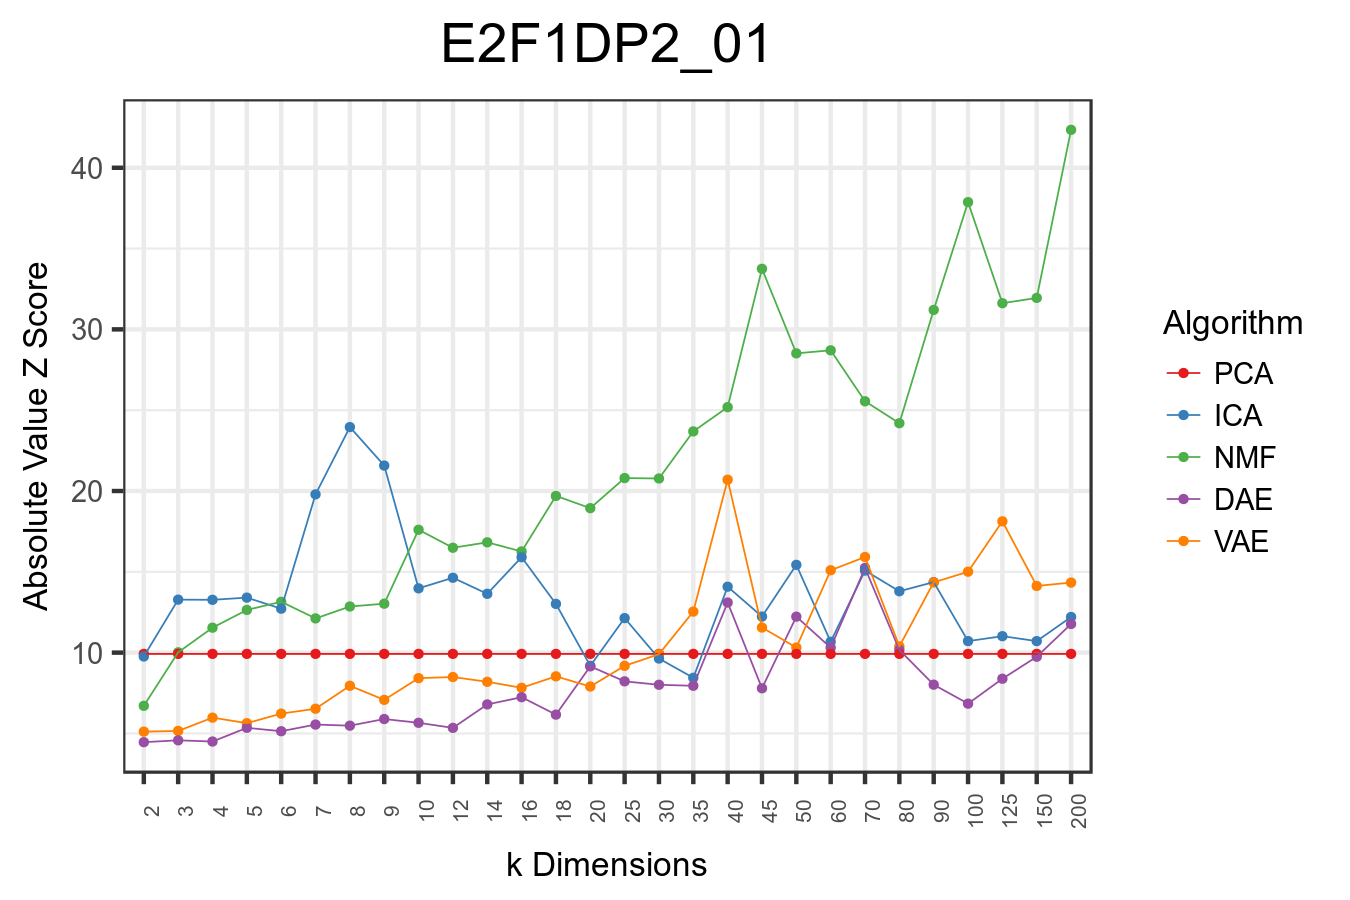 E2F1DP2_01
Absolute Value Z Score
40
30
20
10
2 3 4 5 6 7 8 9 10 12 14 16 18 20 25 30 35 40 45 50 60 70 80 90 100 125 150 200
k Dimensions
Algorithm
PCA
ICA
NMF
DAE
VAE